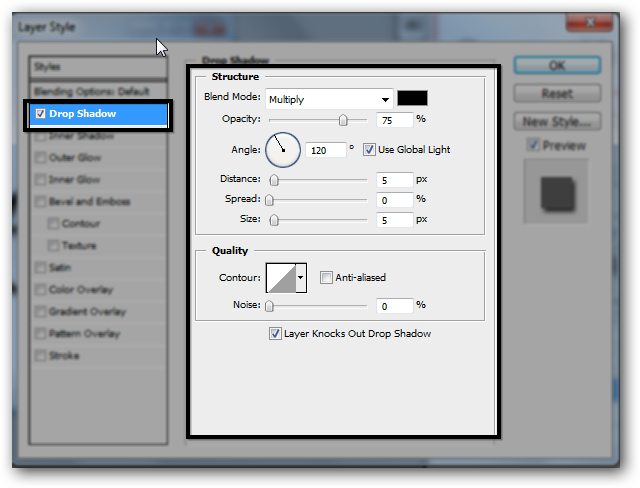 Layer Style
Styles
Blending Options: Default
Drop Shadow
Inner Shadow
Outer Glow
Inner Glow
Bevel and Emboss
Contour
Texture
Satin
Color Overlay
Gradient Overlay
Pattern Overlay
Stroke
Drop Shadow
Structure
Blend Mode: Multiply
Opacity: 75 %
Angle: 120 ° Use Global Light
Distance: 5 px
Spread: 0 %
Size: 5 px
Quality
Contour: Anti-aliased
Noise: 0 %
Layer Knocks Out Drop Shadow
OK
Reset
New Style...
Preview